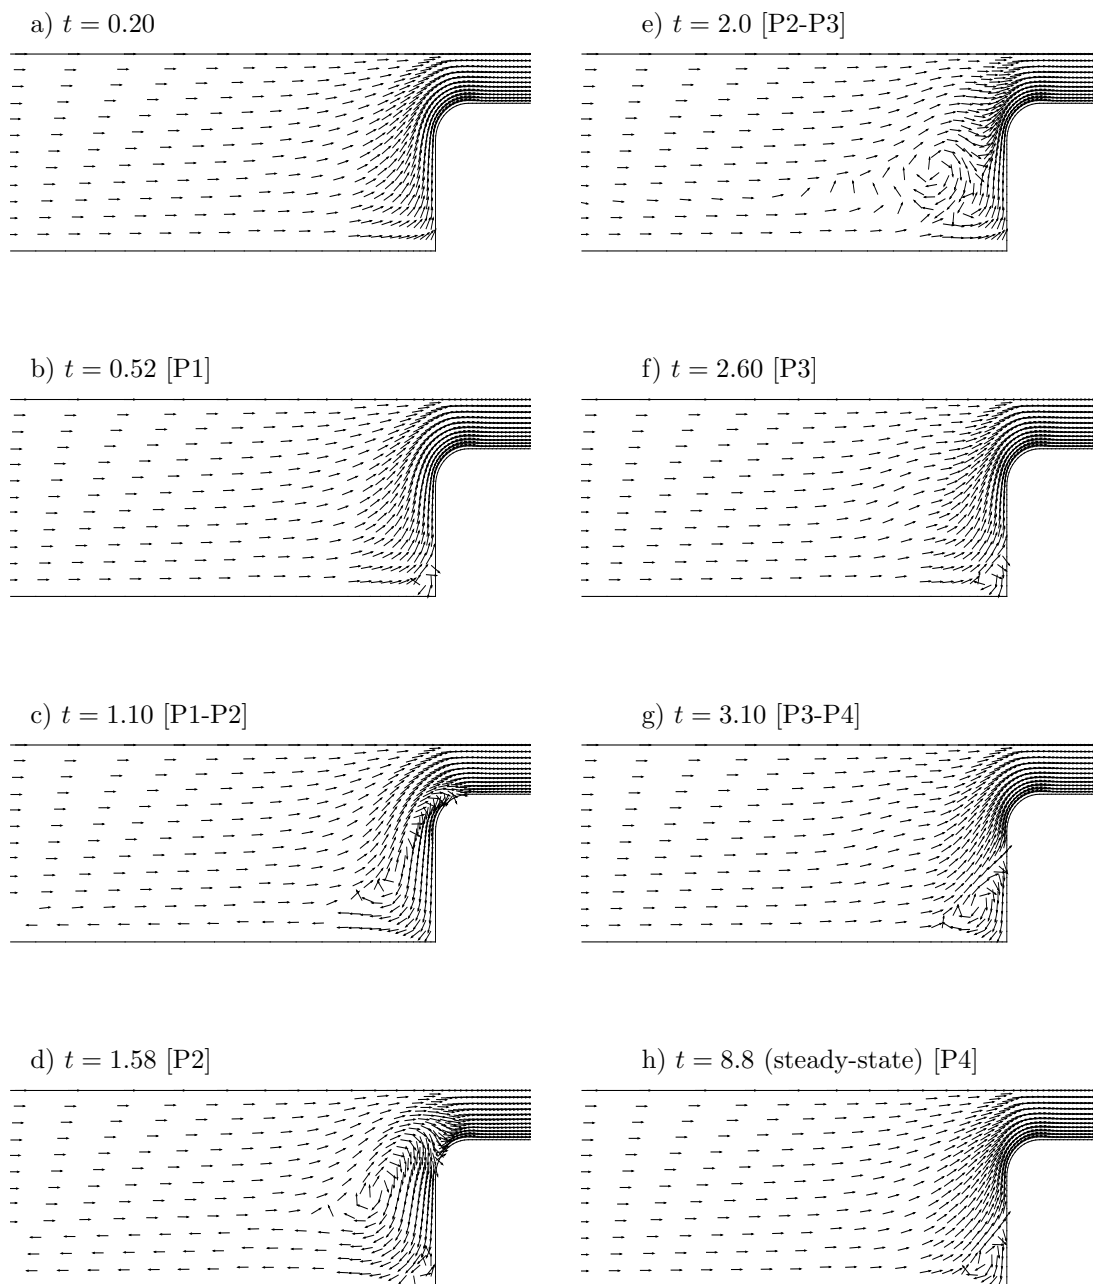 a) t = 0.20
e) t = 2.0 [P2-P3]
b) t = 0.52 [P1]
f) t = 2.60 [P3]
c) t = 1.10 [P1-P2]
g) t = 3.10 [P3-P4]
d) t = 1.58 [P2]
h) t = 8.8 (steady-state) [P4]